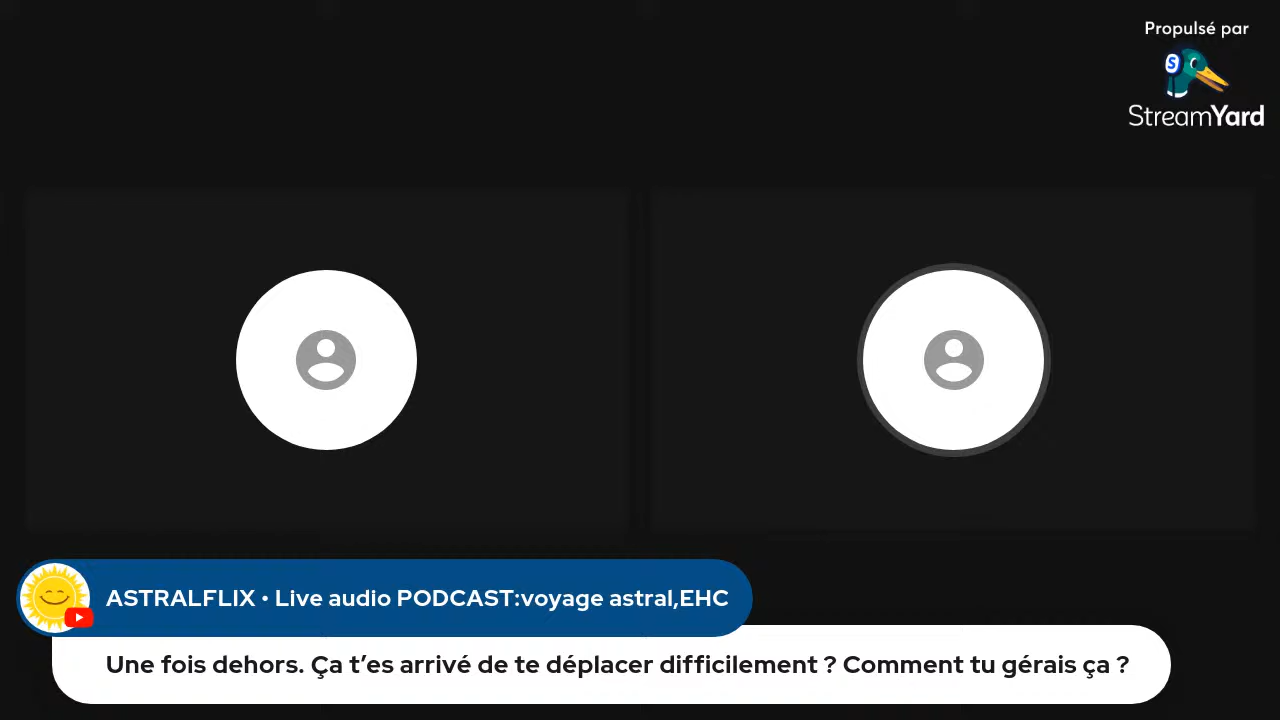 Propulsé par
S
StreamYard
ASTRALFLIX • Live audio PODCAST:voyage astral,EHC
Une fois dehors. Ça t’es arrivé de te déplacer difficilement ? Comment tu gérais ça ?